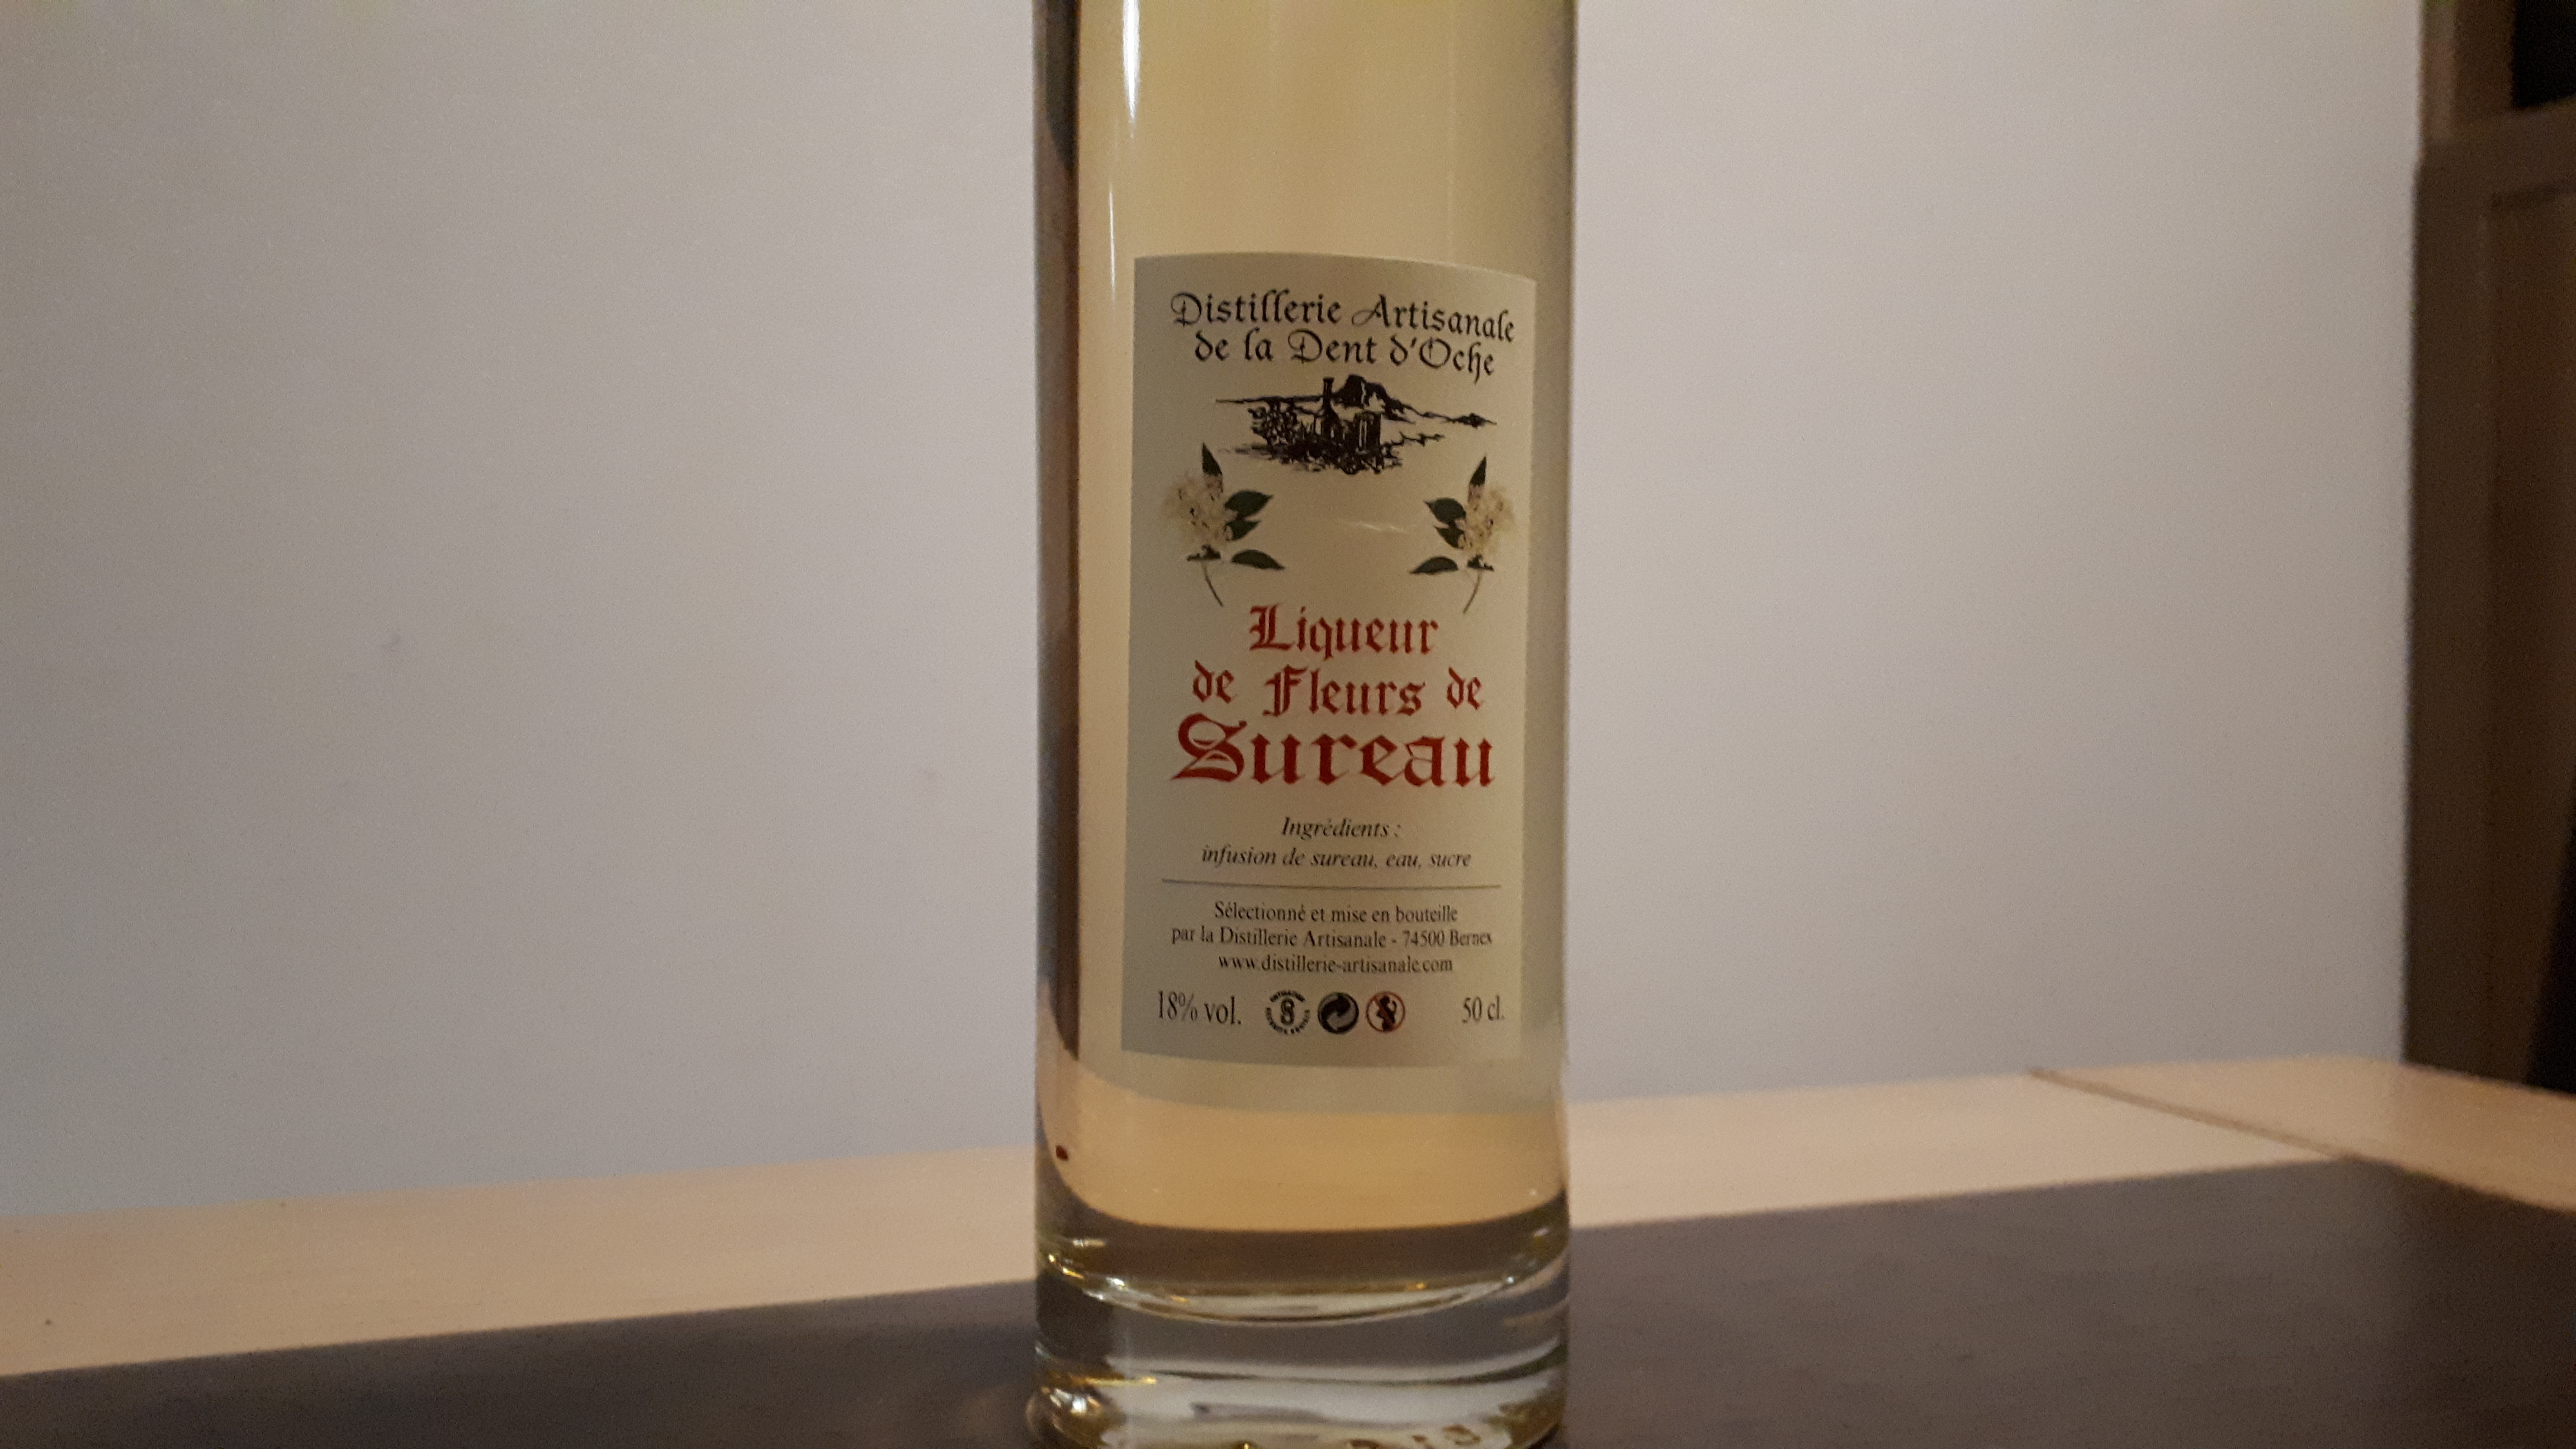 Distillerie Artisanale
de la Dent d'Oche
Liqueur
de Fleurs de
Sureau
Ingrédients :
infusion de sureau, eau, sucre
Sélectionné et mise en bouteille
par la Distillerie Artisanale - 74500 Bernex
www.distillerie-artisanale.com
18% vol. 50 cl.